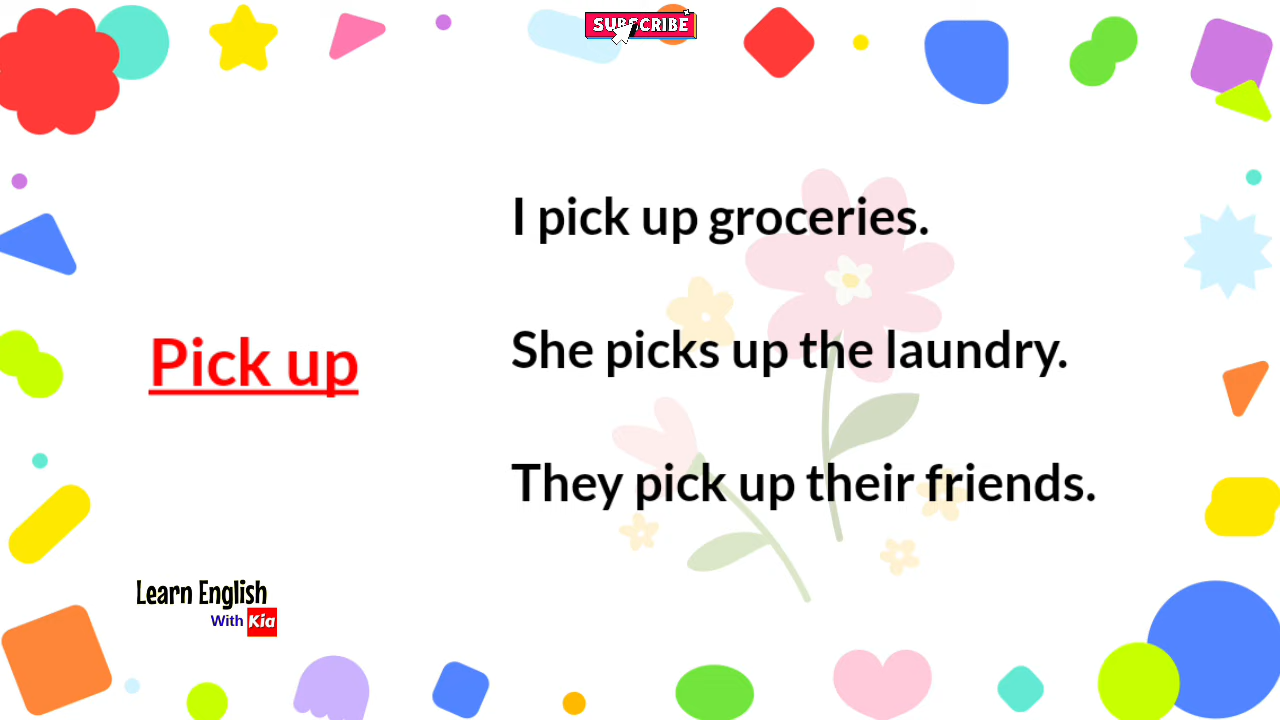 SUBSCRIBE
I pick up groceries.
She picks up the laundry.
Pick up
They pick up their friends.
Learn English
With Kia